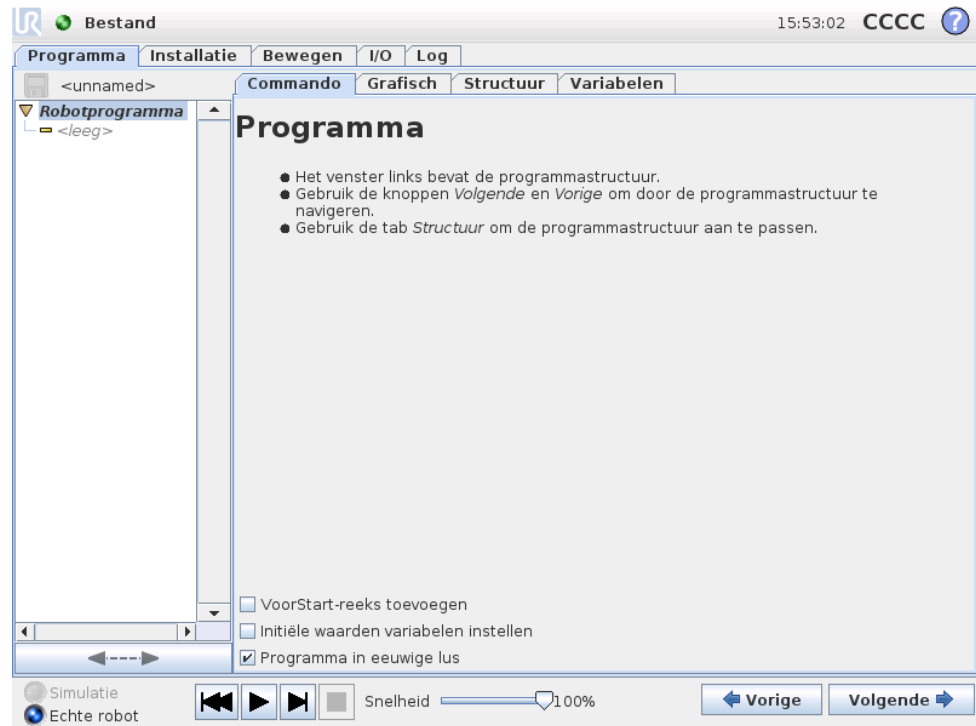 UR Bestand 15:53:02 CCCC ?
Programma Installatie Bewegen I/O Log
<unnamed>
Commando Grafisch Structuur Variabelen
Robotprogramma
<leeg>
Programma
Het venster links bevat de programmastructuur.
Gebruik de knoppen Volgende en Vorige om door de programmastructuur te
navigeren.
Gebruik de tab Structuur om de programmastructuur aan te passen.
VoorStart-reeks toevoegen
Initiële waarden variabelen instellen
Programma in eeuwige lus
Simulatie
Echte robot
Snelheid 100%
Vorige Volgende